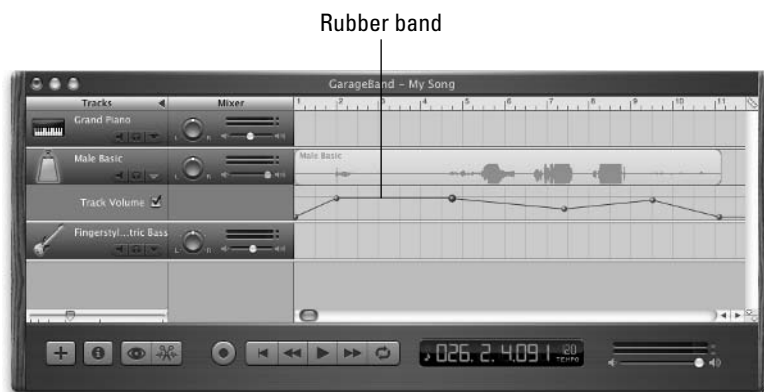 Rubber band
GarageBand – My Song
Tracks Mixer 1 2 3 4 5 6 7 8 9 10 11
Grand Piano
L R
Male Basic Male Basic
L R
Track Volume
Fingerstyl...tric Bass
L R
026. 2. 4.091 120
TEMPO